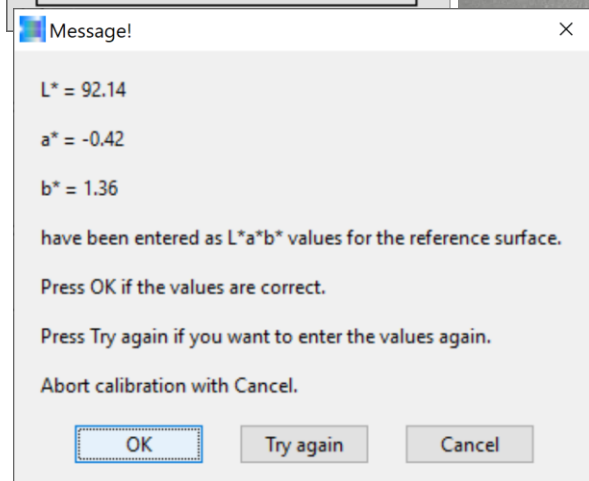 Message!
L* = 92.14
a* = -0.42
b* = 1.36
have been entered as L*a*b* values for the reference surface.
Press OK if the values are correct.
Press Try again if you want to enter the values again.
Abort calibration with Cancel.
OK Try again Cancel